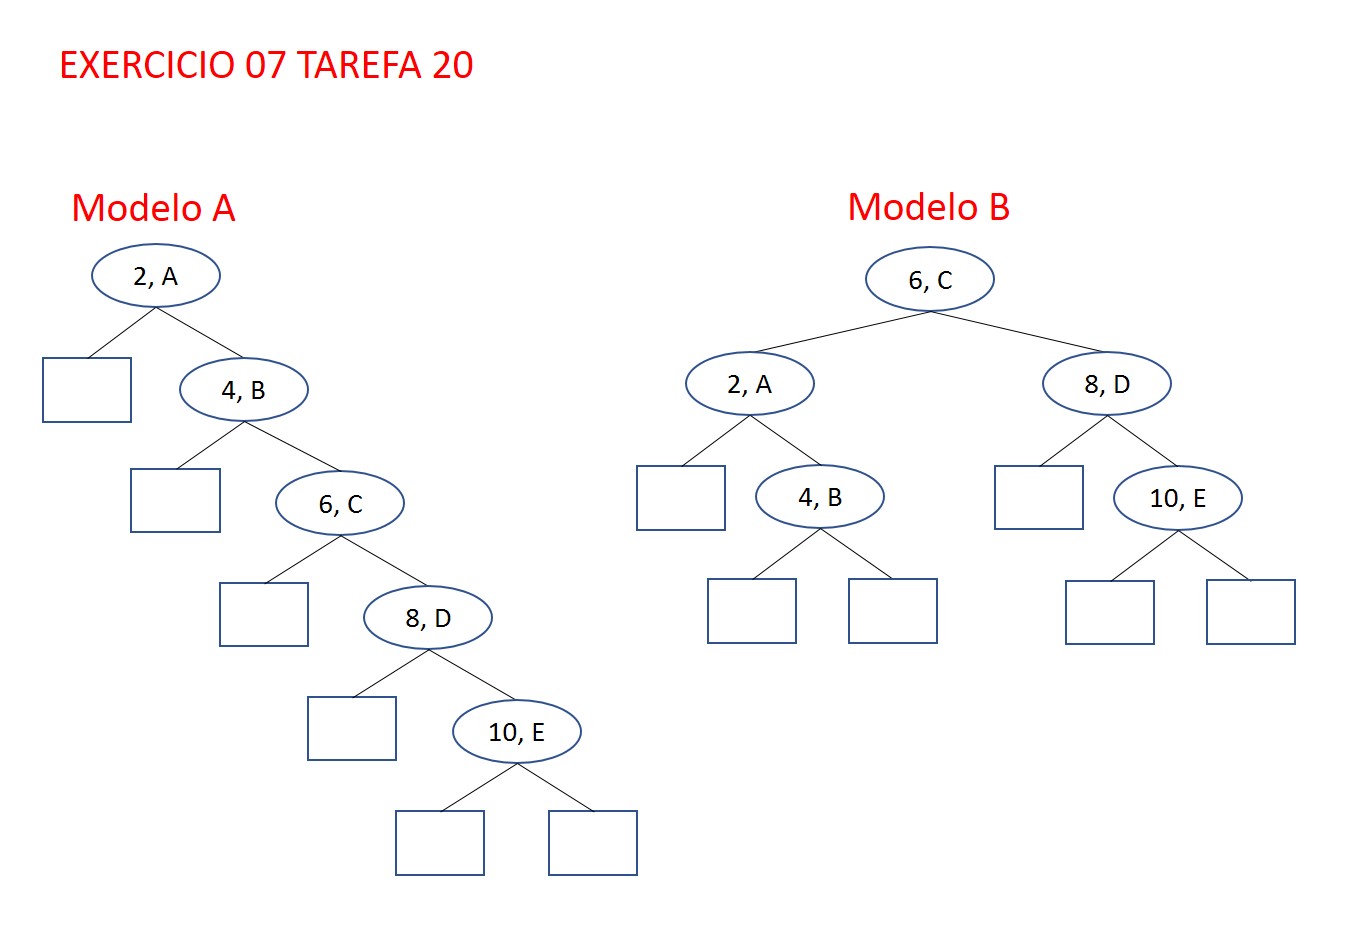 EXERCICIO 07 TAREFA 20
Modelo A
2, A
4, B
6, C
8, D
10, E
Modelo B
6, C
2, A
8, D
4, B
10, E